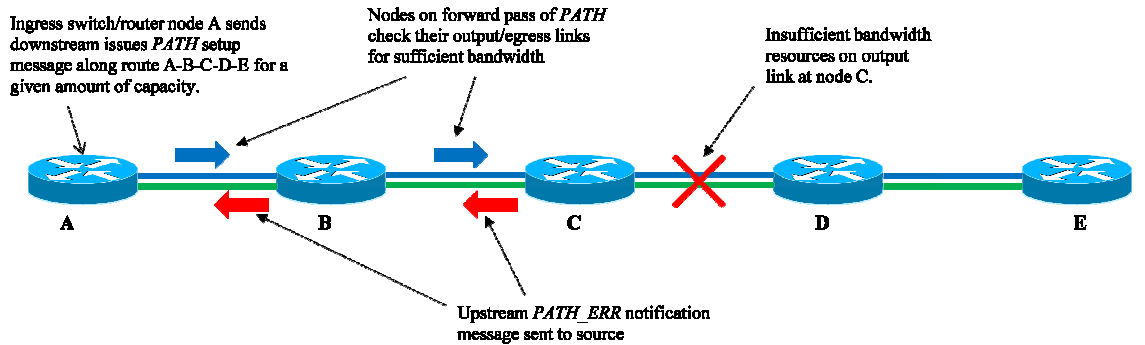 Ingress switch/router node A sends
downstream issues PATH setup
message along route A-B-C-D-E for a
given amount of capacity.
Nodes on forward pass of PATH
check their output/egress links
for sufficient bandwidth
Insufficient bandwidth
resources on output
link at node C.
A
B
C
D
E
Upstream PATH_ERR notification
message sent to source